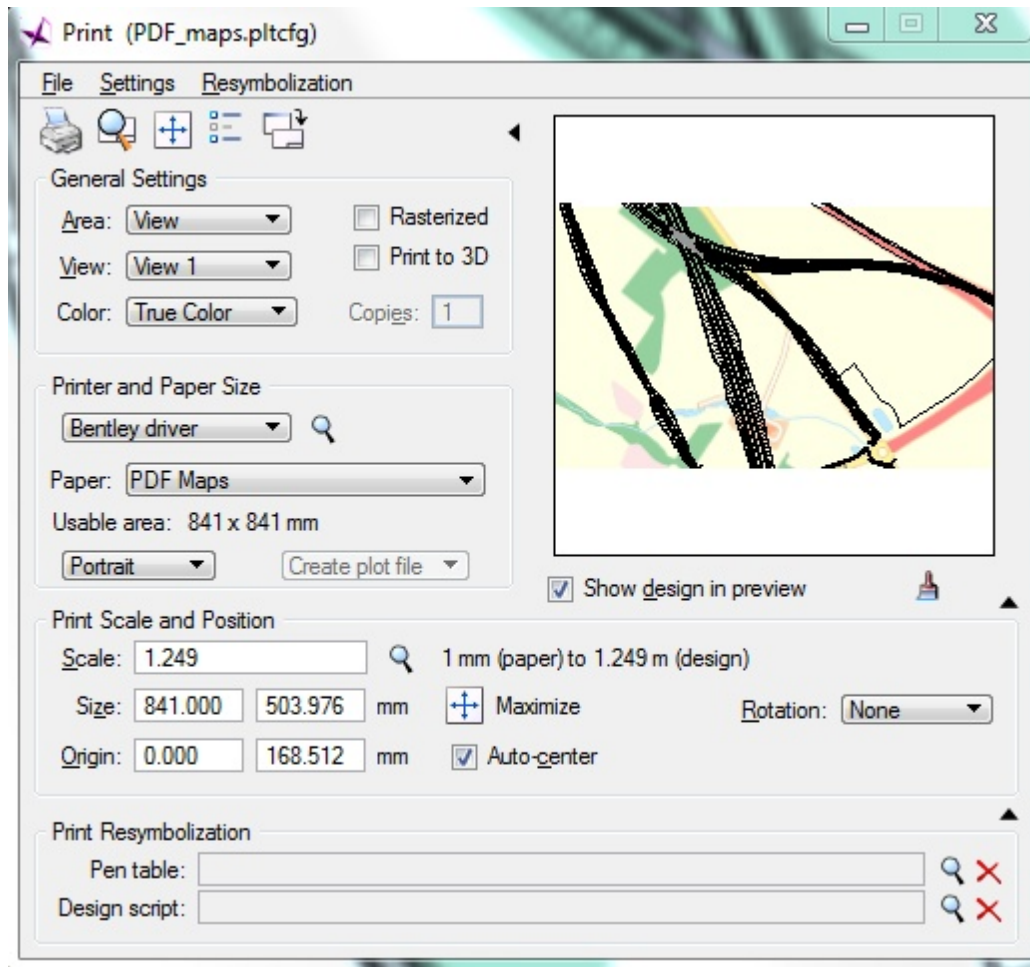 Print (PDF_maps.pltcfg)
File Settings Resymbolization
General Settings
Area: View
Rasterized
View: View 1
Print to 3D
Color: True Color
Copies: 1
Printer and Paper Size
Bentley driver
Paper: PDF Maps
Usable area: 841 x 841 mm
Portrait
Create plot file
Show design in preview
Print Scale and Position
Scale: 1.249
1 mm (paper) to 1.249 m (design)
Size: 841.000 503.976 mm
Maximize
Rotation: None
Origin: 0.000 168.512 mm
Auto-center
Print Resymbolization
Pen table:
Design script: